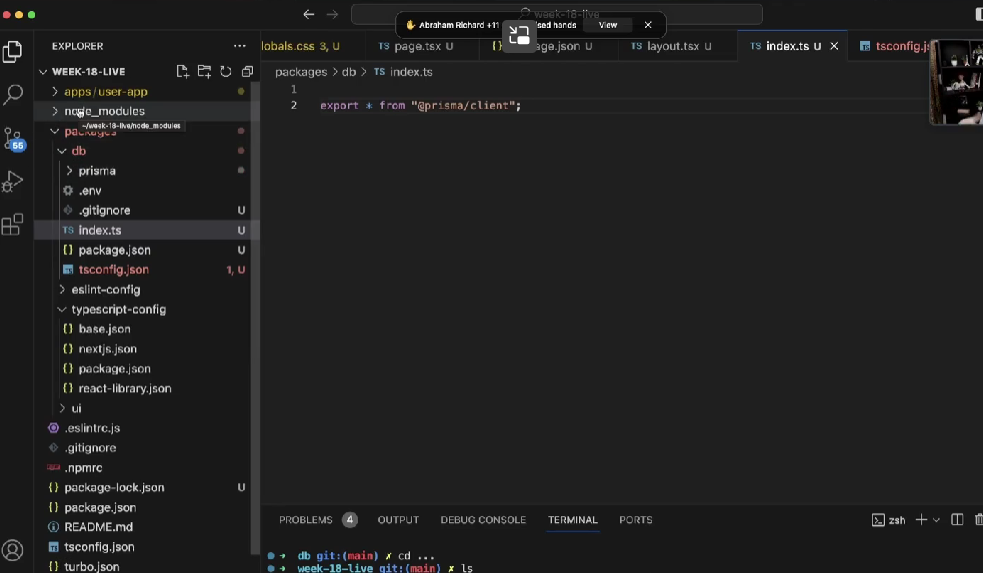 week-18-live
Abraham Richard +11 ised hands
View
EXPLORER
lobals.css 3, U
page.tsx U
age.json U
layout.tsx U
index.ts U
tsconfig.js
WEEK-18-LIVE
packages > db > TS index.ts
apps/user-app
1
node_modules
2 export * from "@prisma/client";
~/week-18-live/node_modules
packages
db
prisma
.env
.gitignore U
TS index.ts U
package.json U
tsconfig.json 1, U
eslint-config
typescript-config
base.json
nextjs.json
package.json
react-library.json
ui
.eslintrc.js
.gitignore
.npmrc
package-lock.json U
package.json
README.md
tsconfig.json
turbo.json
56
PROBLEMS 4 OUTPUT DEBUG CONSOLE TERMINAL PORTS
zsh
db git:(main) ✗ cd ...
week-18-live git:(main) ✗ ls